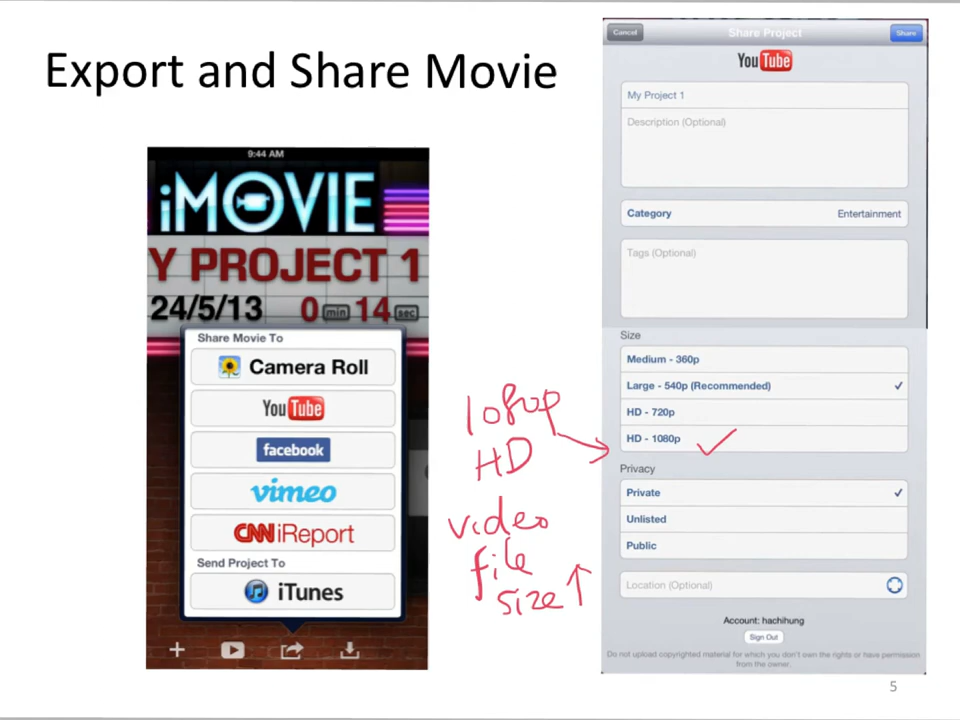 Export and Share Movie
9:44 AM
iMOVIE
Y PROJECT 1
24/5/13 0 min 14 sec
Share Movie To
Camera Roll
YouTube
facebook
vimeo
CNN iReport
Send Project To
iTunes
1080p
HD
video
file
size ↑
Cancel Share Project Share
YouTube
My Project 1
Description (Optional)
Category Entertainment
Tags (Optional)
Size
Medium - 360p
Large - 540p (Recommended) ✓
HD - 720p
HD - 1080p ✓
Privacy
Private ✓
Unlisted
Public
Location (Optional)
Account: hachihung
Sign Out
Do not upload copyrighted material for which you don't own the rights or have permission
from the owner.
5